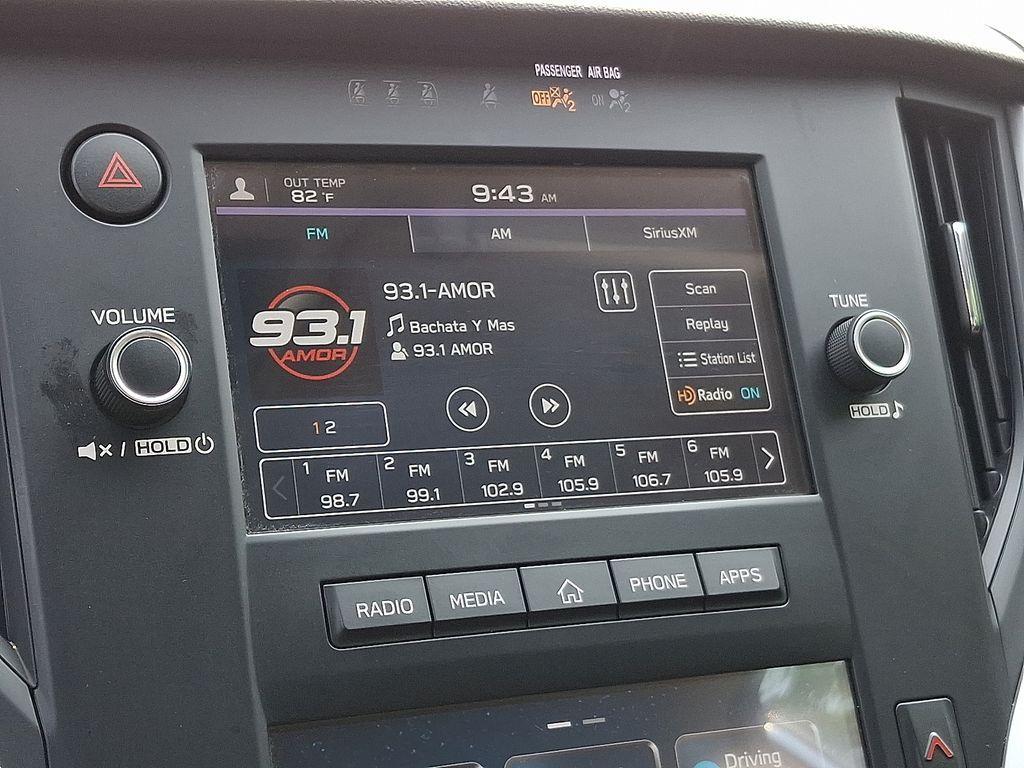 PASSENGER AIR BAG
OFF 2 ON 2
OUT TEMP
82 °F
9:43 AM
FM
AM
SiriusXM
93.1
AMOR
93.1-AMOR
Bachata Y Mas
93.1 AMOR
Scan
Replay
Station List
HD Radio ON
1 2
1 FM 98.7
2 FM 99.1
3 FM 102.9
4 FM 105.9
5 FM 106.7
6 FM 105.9
VOLUME
/ HOLD
TUNE
HOLD
RADIO
MEDIA
PHONE
APPS
Driving